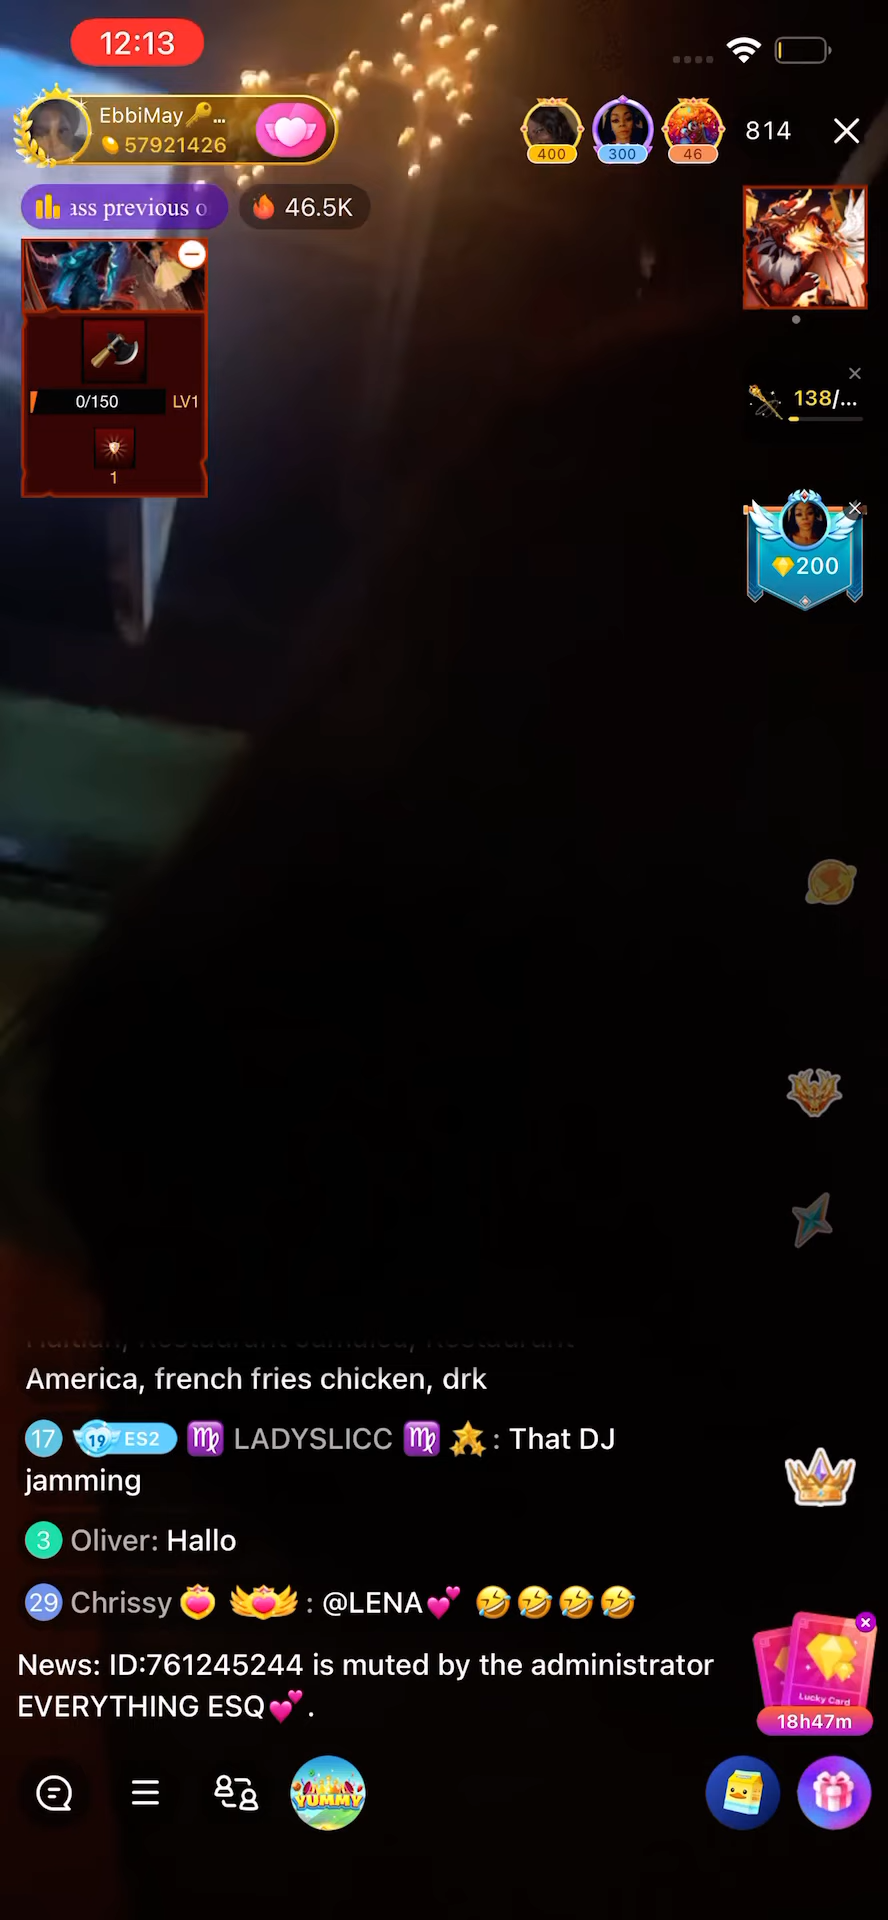 12:13
EbbiMay🔑...
57921426
400
300
46
814
ass previous o
46.5K
0/150
LV1
1
138/...
200
America, french fries chicken, drk
17 19 ES2 ♍ LADYSLICC ♍ : That DJ
jamming
3 Oliver: Hallo
29 Chrissy : @LENA💕 🤣🤣🤣🤣
News: ID:761245244 is muted by the administrator
EVERYTHING ESQ💕.
Lucky Card
18h47m
YUMMY